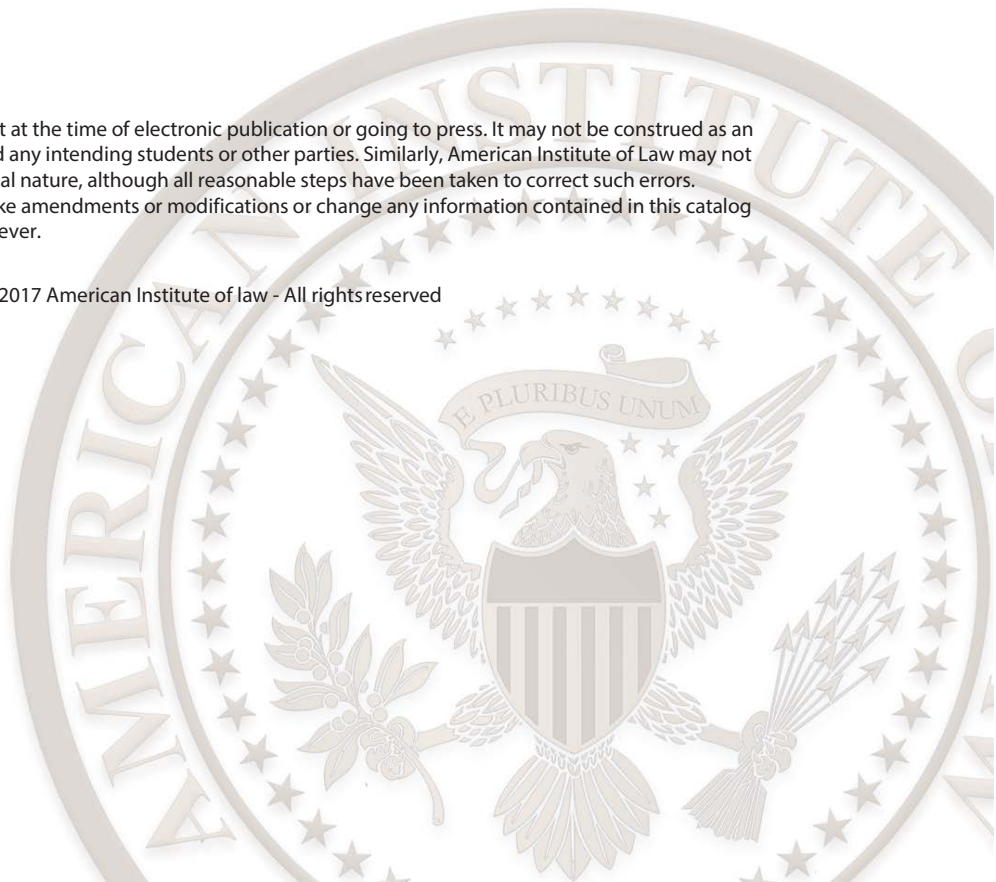 t at the time of electronic publication or going to press. It may not be construed as an
d any intending students or other parties. Similarly, American Institute of Law may not
al nature, although all reasonable steps have been taken to correct such errors.
ke amendments or modifications or change any information contained in this catalog
ever.
2017 American Institute of law - All rights reserved
AMERICAN INSTITUTE O
E PLURIBUS UNUM